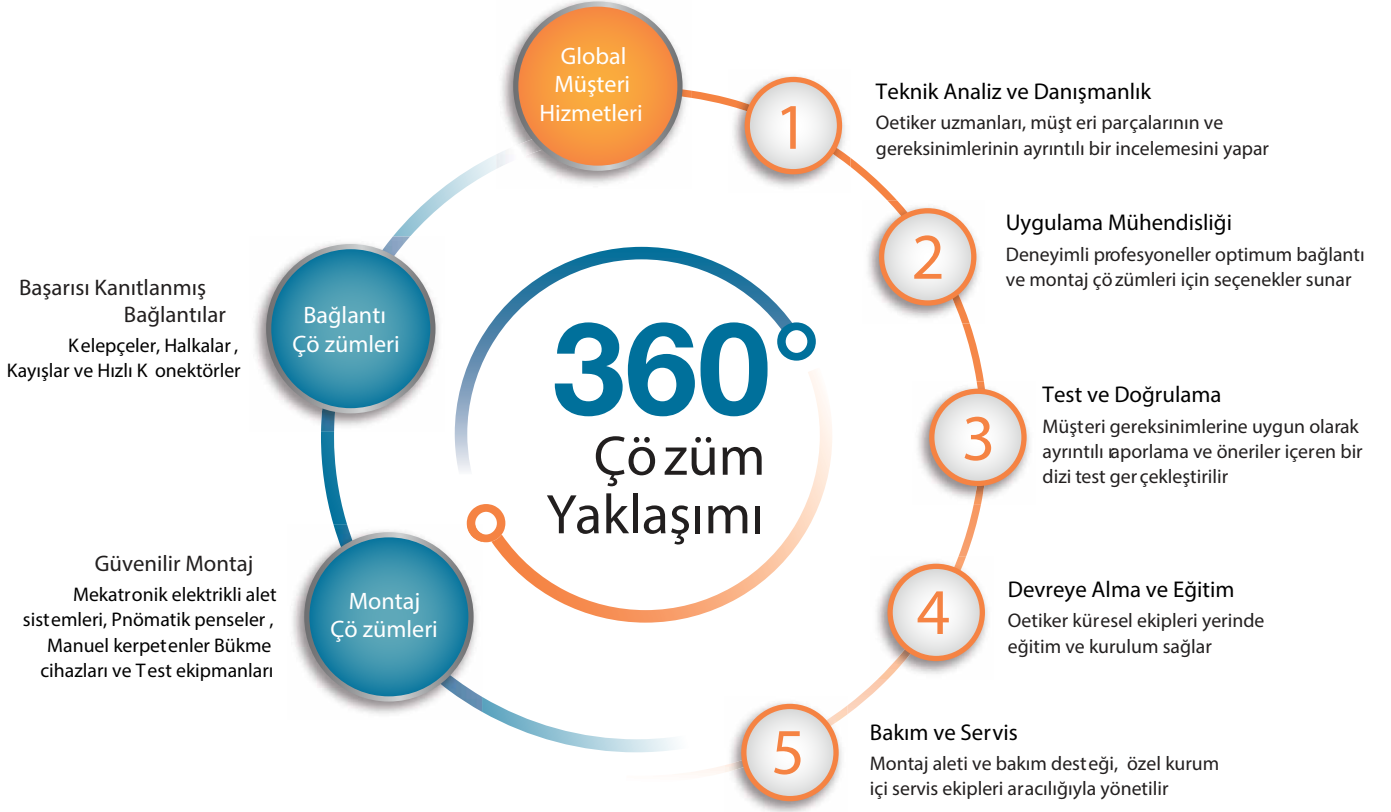 Global
Müşteri
Hizmetleri
1
Teknik Analiz ve Danışmanlık
Oetiker uzmanları, müşt eri parçalarının ve
gereksinimlerinin ayrıntılı bir incelemesini yapar
2
Uygulama Mühendisliği
Deneyimli profesyoneller optimum bağlantı
ve montaj çö zümleri için seçenekler sunar
3
Test ve Doğrulama
Müşteri gereksinimlerine uygun olarak
ayrıntılı raporlama ve öneriler içeren bir
dizi test ger çekleştirilir
4
Devreye Alma ve Eğitim
Oetiker küresel ekipleri yerinde
eğitim ve kurulum sağlar
5
Bakım ve Servis
Montaj aleti ve bakım desteği, özel kurum
içi servis ekipleri aracılığıyla yönetilir
Montaj
Çö zümleri
Güvenilir Montaj
Mekatronik elektrikli alet
sistemleri, Pnömatik penseler ,
Manuel kerpetenler Bükme
cihazları ve Test ekipmanları
Bağlantı
Çö zümleri
Başarısı Kanıtlanmış
Bağlantılar
Kelepçeler, Halkalar ,
Kayışlar ve Hızlı K onektörler
360°
Çö züm
Yaklaşımı